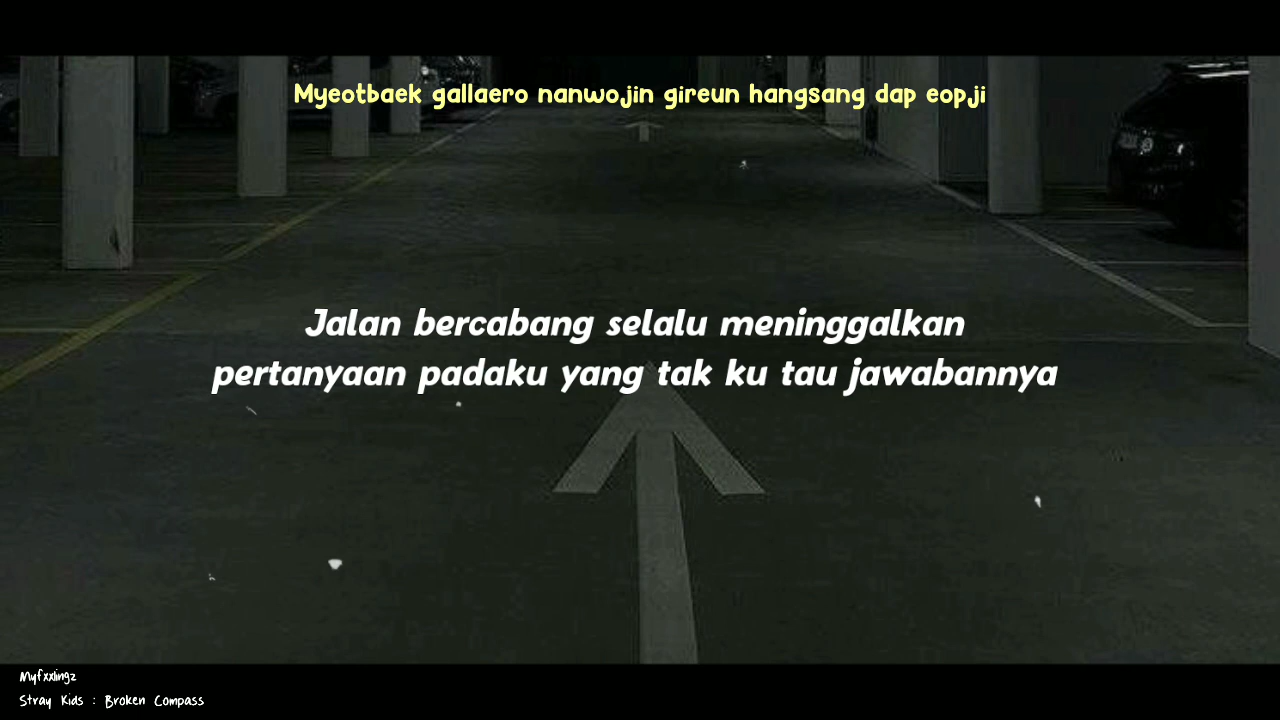 Myeotbaek gallaero nanwojin gireun hangsang dap eopji
Jalan bercabang selalu meninggalkan
pertanyaan padaku yang tak ku tau jawabannya
Myfxxlingz
Stray Kids : Broken Compass